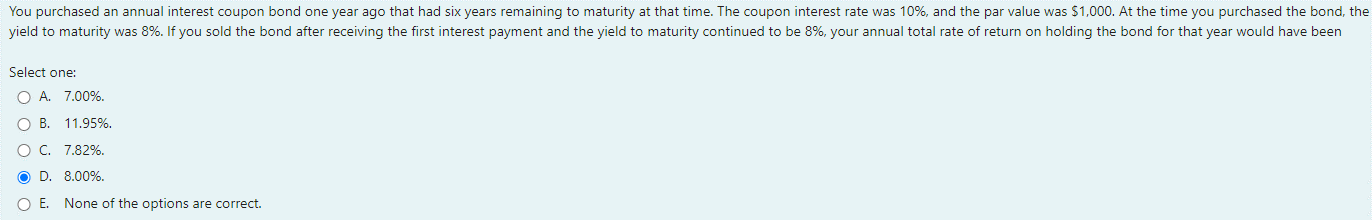 You purchased an annual interest coupon bond one year ago that had six years remaining to maturity at that time. The coupon interest rate was 10%, and the par value was $1,000. At the time you purchased the bond, the
yield to maturity was 8%. If you sold the bond after receiving the first interest payment and the yield to maturity continued to be 8%, your annual total rate of return on holding the bond for that year would have been
Select one:
A. 7.00%.
B. 11.95%.
C. 7.82%.
D. 8.00%.
E. None of the options are correct.